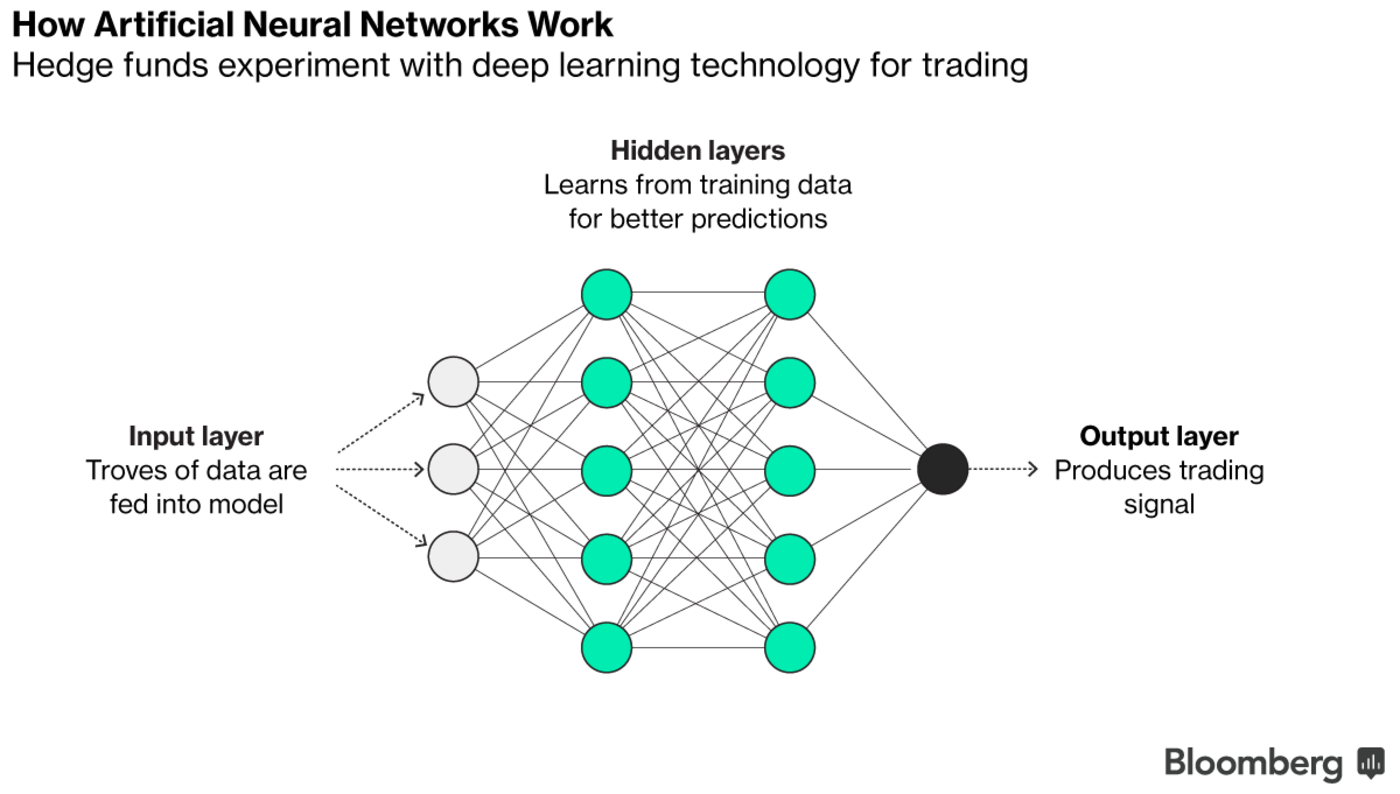 How Artificial Neural Networks Work
Hedge funds experiment with deep learning technology for trading
Hidden layers
Learns from training data
for better predictions
Input layer
Troves of data are
fed into model
Output layer
Produces trading
signal
Bloomberg